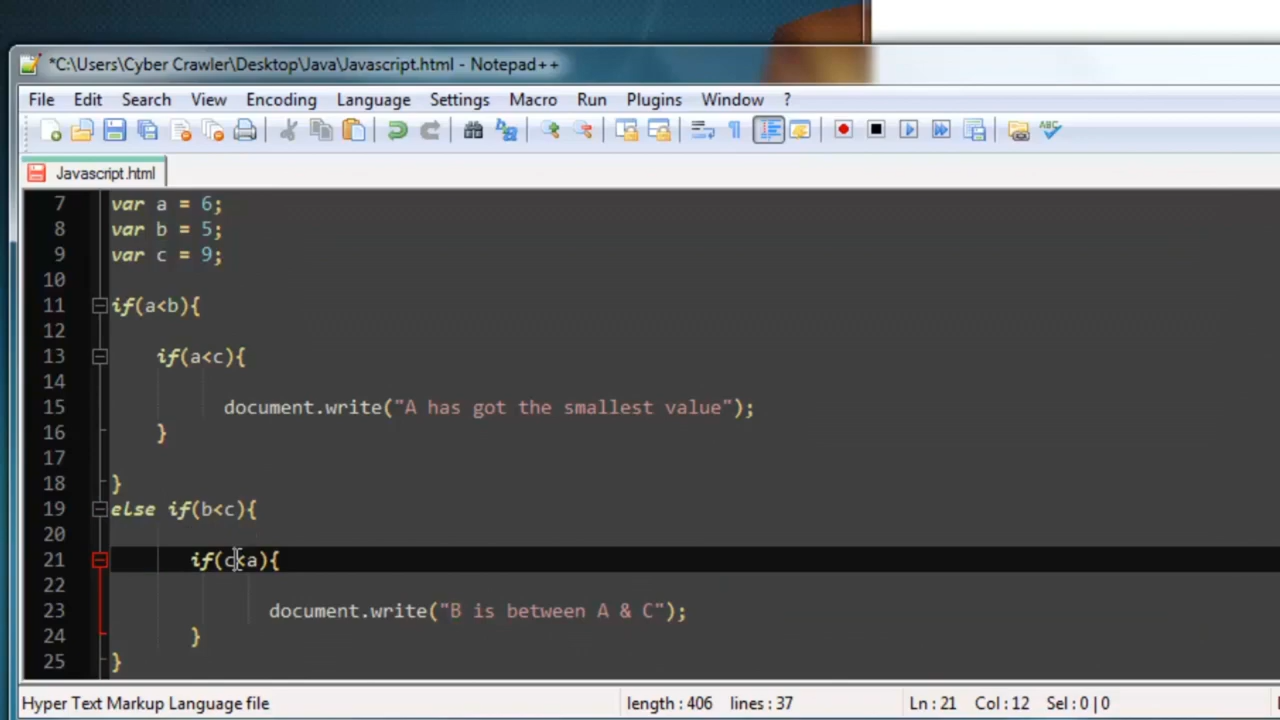 *C:\Users\Cyber Crawler\Desktop\Java\Javascript.html - Notepad++
File Edit Search View Encoding Language Settings Macro Run Plugins Window ?
Javascript.html
7 var a = 6;
8 var b = 5;
9 var c = 9;
10
11 if(a<b){
12
13 if(a<c){
14
15 document.write("A has got the smallest value");
16 }
17
18 }
19 else if(b<c){
20
21 if(c<a){
22
23 document.write("B is between A & C");
24 }
25 }
Hyper Text Markup Language file length : 406 lines : 37 Ln : 21 Col : 12 Sel : 0 | 0